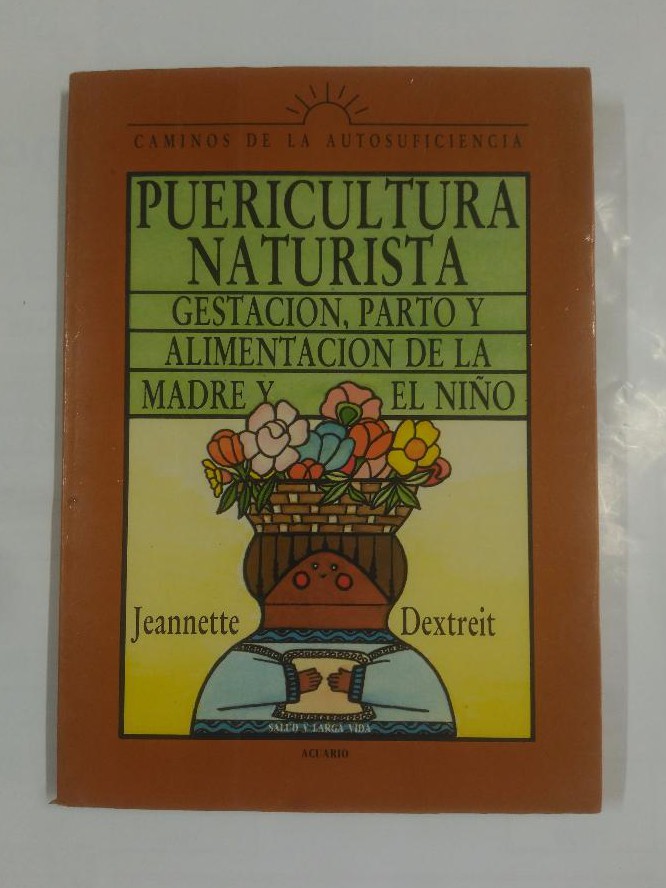 CAMINOS DE LA AUTOSUFICIENCIA
PUERICULTURA
NATURISTA
GESTACION, PARTO Y
ALIMENTACION DE LA
MADRE Y EL NIÑO
Jeannette Dextreit
SALUD Y LARGA VIDA
ACUARIO